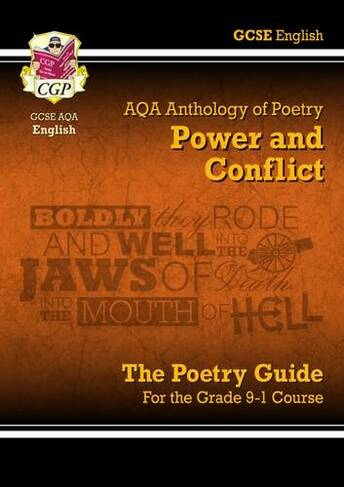 GCSE English
CGP
CGP
GCSE AQA
English
AQA Anthology of Poetry
Power and
Conflict
BOLDLY they RODE
AND WELL INTO THE
JAWS OF Death
INTO THE MOUTH OF HELL
The Poetry Guide
For the Grade 9-1 Course